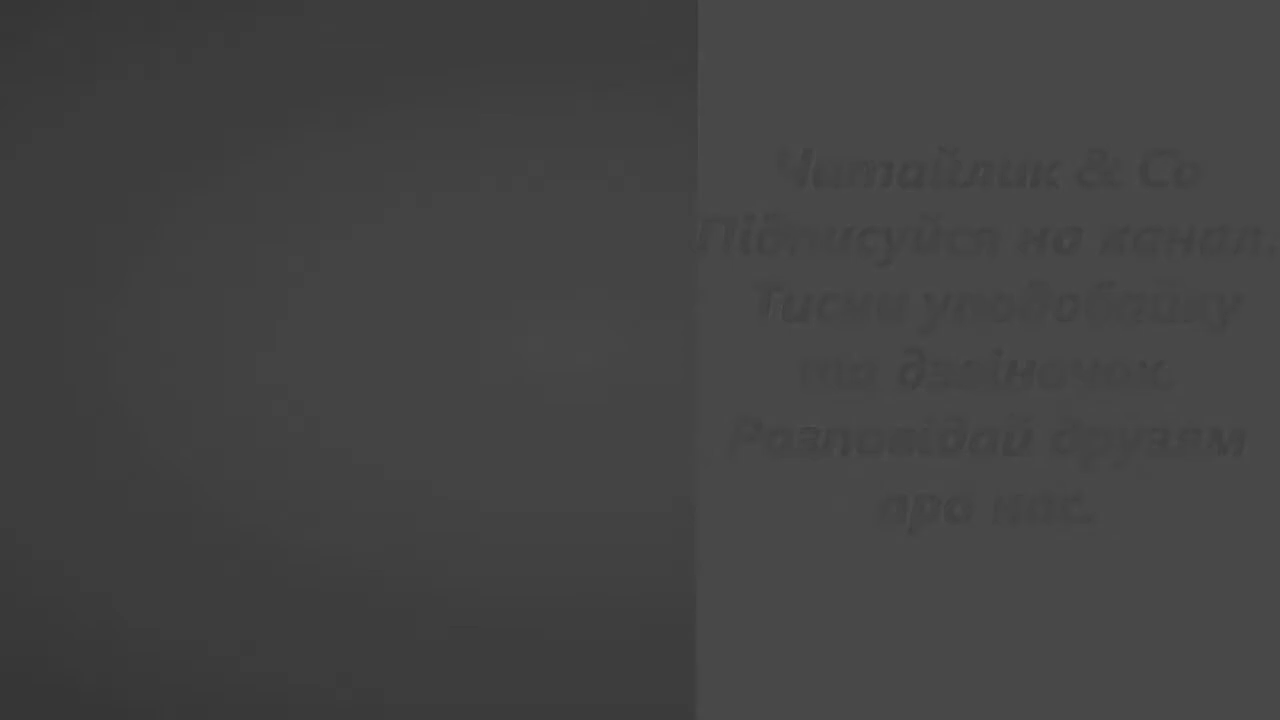 Читайлик & Co
Підписуйся на канал.
Тисни уподобайку
та дзвіночок
Розповідай друзям
про нас.